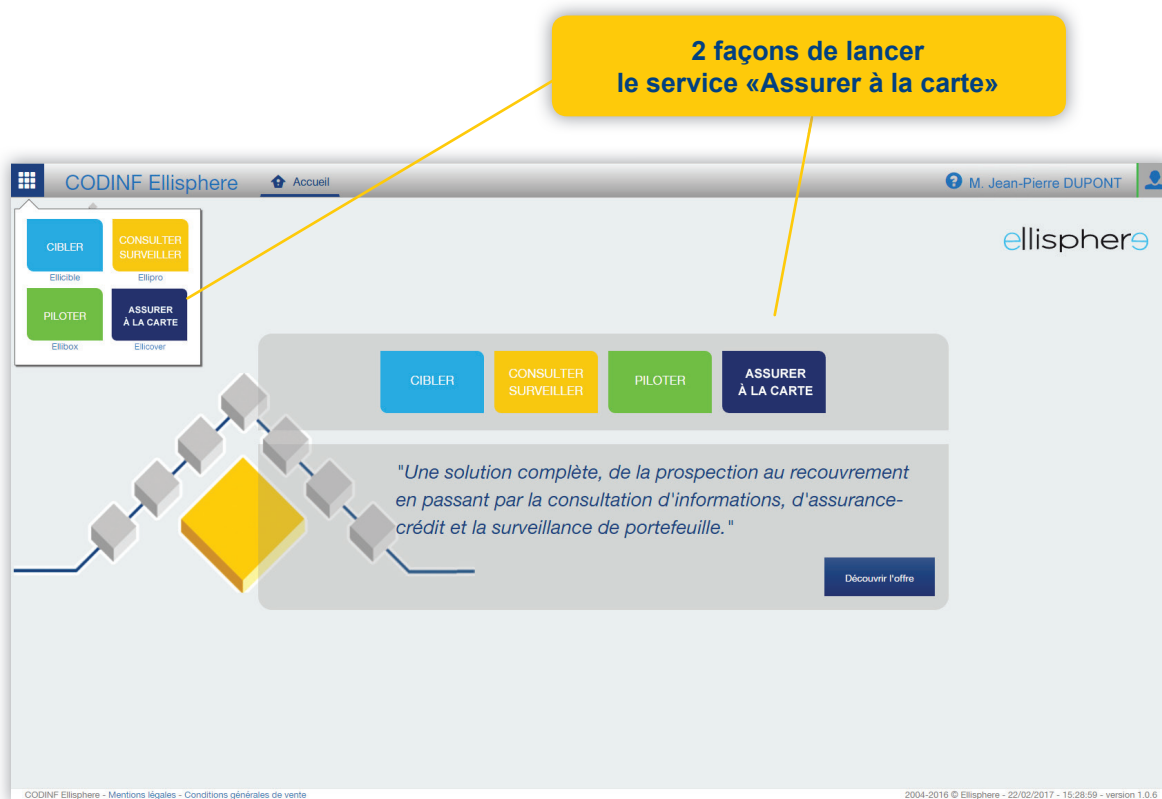 2 façons de lancer
le service «Assurer à la carte»
CODINF Ellisphere
Accueil
? M. Jean-Pierre DUPONT
CIBLER
CONSULTER
SURVEILLER
Ellicible
Ellipro
PILOTER
ASSURER
À LA CARTE
Ellibox
Ellicover
ellisphere
CIBLER
CONSULTER
SURVEILLER
PILOTER
ASSURER
À LA CARTE
"Une solution complète, de la prospection au recouvrement
en passant par la consultation d'informations, d'assurance-
crédit et la surveillance de portefeuille."
Découvrir l'offre
CODINF Ellisphere - Mentions légales - Conditions générales de vente
2004-2016 © Ellisphere - 22/02/2017 - 15:28:59 - version 1.0.6